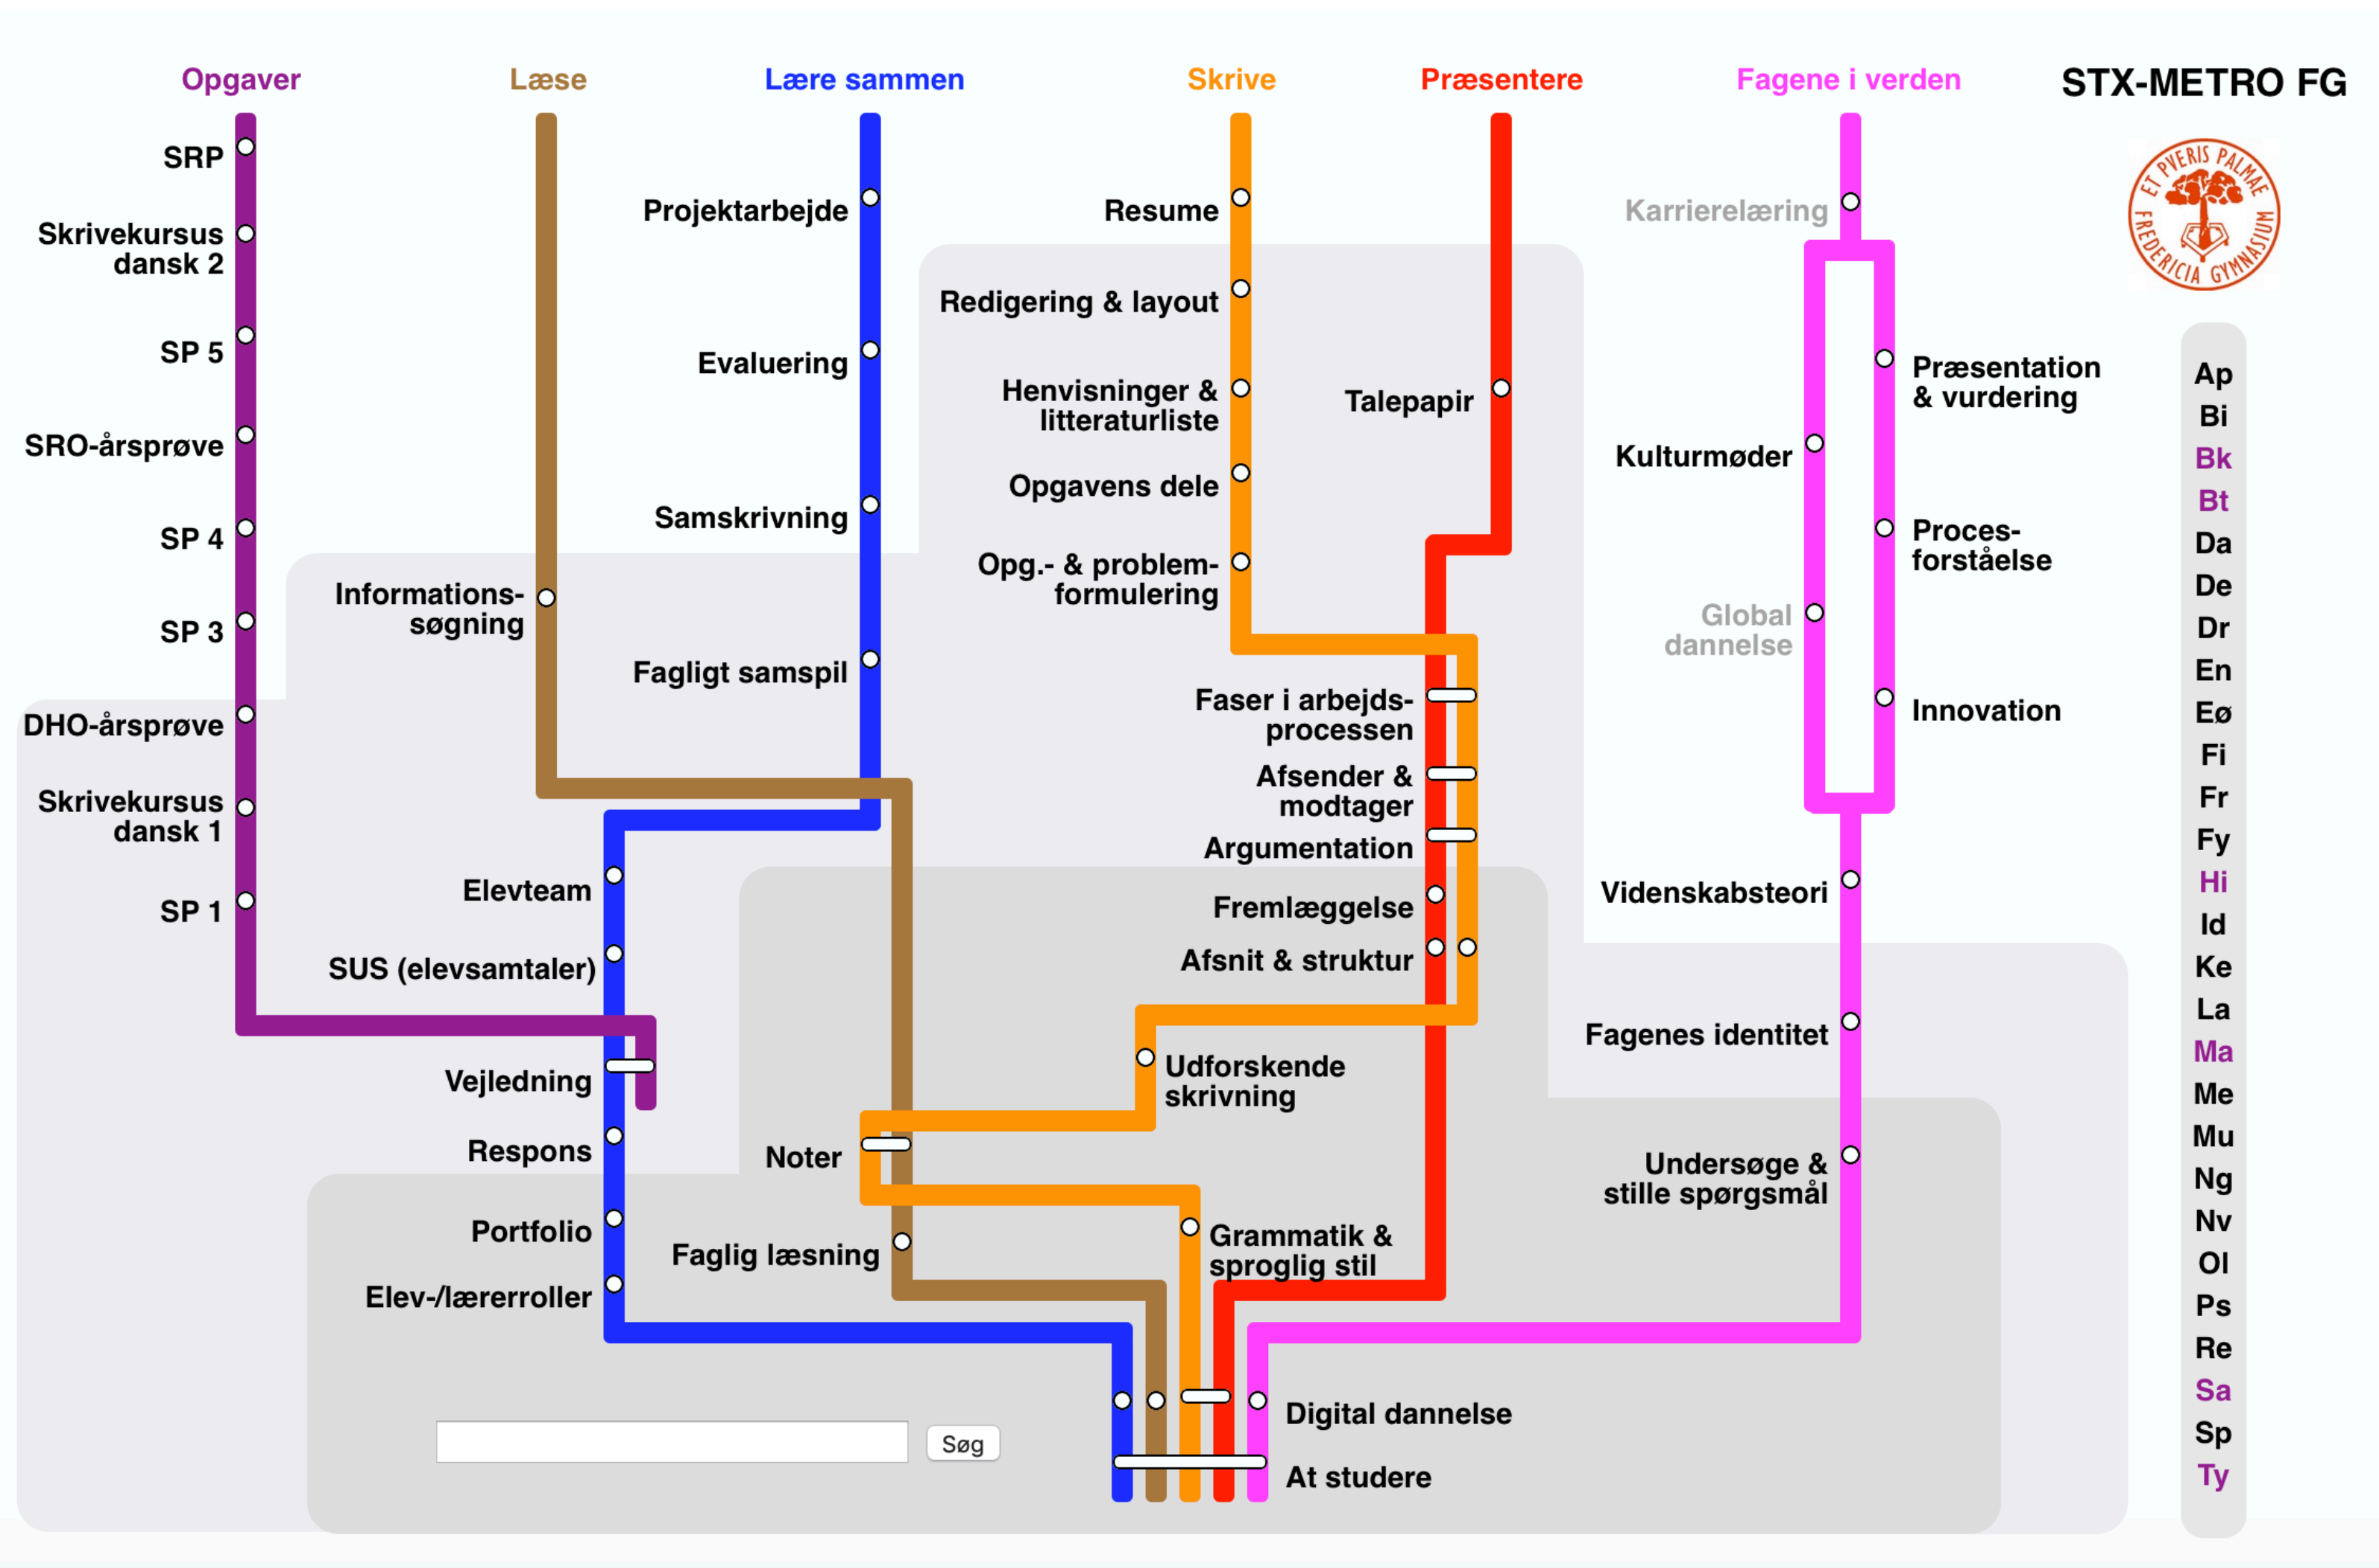 Opgaver
Læse
Lære sammen
Skrive
Præsentere
Fagene i verden
STX-METRO FG
ET PVERIS PALMAE
FREDERICIA GYMNASIUM
SRP
Skrivekursus
dansk 2
SP 5
SRO-årsprøve
SP 4
SP 3
DHO-årsprøve
Skrivekursus
dansk 1
SP 1
Informations-
søgning
Projektarbejde
Evaluering
Samskrivning
Fagligt samspil
Elevteam
SUS (elevsamtaler)
Vejledning
Respons
Portfolio
Elev-/lærerroller
Noter
Faglig læsning
Resume
Redigering & layout
Henvisninger &
litteraturliste
Opgavens dele
Opg.- & problem-
formulering
Talepapir
Faser i arbejds-
processen
Afsender &
modtager
Argumentation
Fremlæggelse
Afsnit & struktur
Udforskende
skrivning
Grammatik &
sproglig stil
Karrierelæring
Præsentation
& vurdering
Kulturmøder
Proces-
forståelse
Global
dannelse
Innovation
Videnskabsteori
Fagenes identitet
Undersøge &
stille spørgsmål
Digital dannelse
At studere
Søg
Ap
Bi
Bk
Bt
Da
De
Dr
En
Eø
Fi
Fr
Fy
Hi
Id
Ke
La
Ma
Me
Mu
Ng
Nv
Ol
Ps
Re
Sa
Sp
Ty